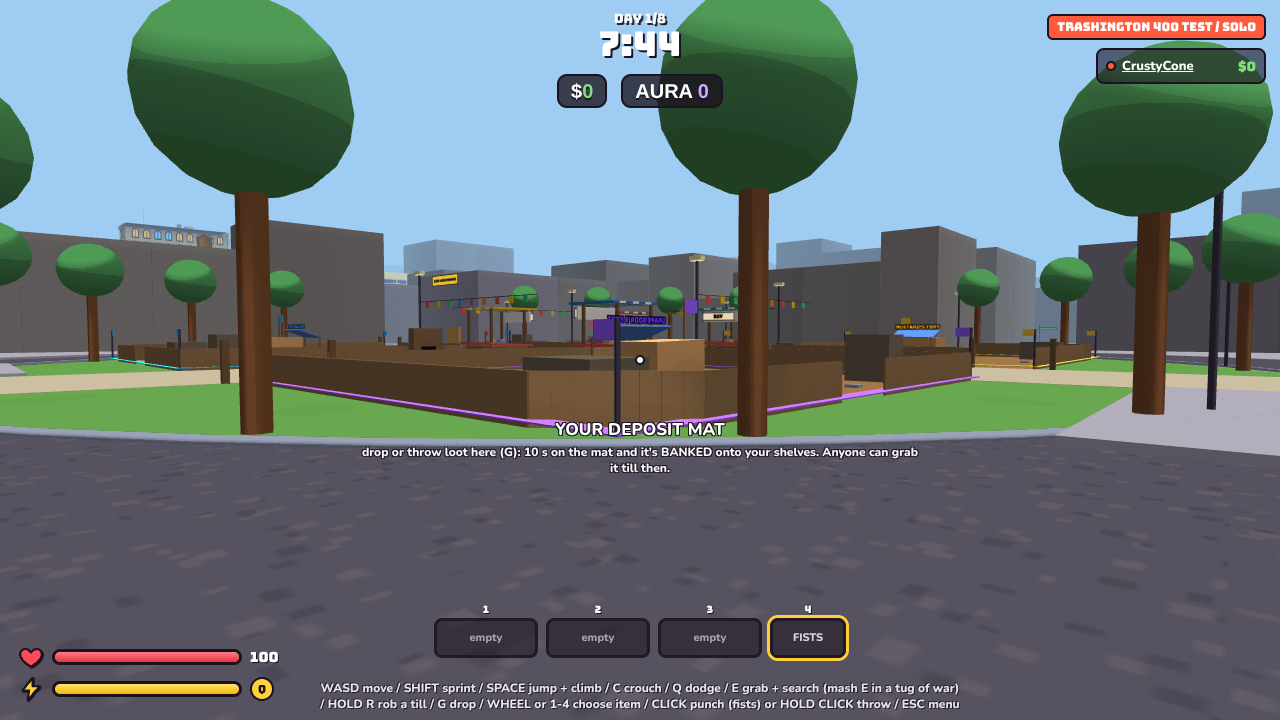 DAY 1/8
7:44
$0
AURA 0
TRASHINGTON 400 TEST / SOLO
CrustyCone $0
BUY
MUSTARD'S TOFU
YOUR DEPOSIT MAT
drop or throw loot here (G): 10 s on the mat and it's BANKED onto your shelves. Anyone can grab
it till then.
1 2 3 4
empty empty empty FISTS
100
0
WASD move / SHIFT sprint / SPACE jump + climb / C crouch / Q dodge / E grab + search (mash E in a tug of war)
/ HOLD R rob a till / G drop / WHEEL or 1-4 choose item / CLICK punch (fists) or HOLD CLICK throw / ESC menu